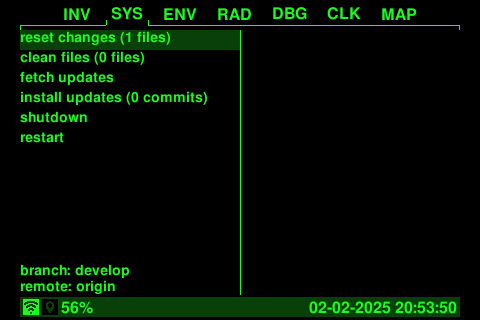 INV SYS ENV RAD DBG CLK MAP
reset changes (1 files)
clean files (0 files)
fetch updates
install updates (0 commits)
shutdown
restart
branch: develop
remote: origin
56% 02-02-2025 20:53:50